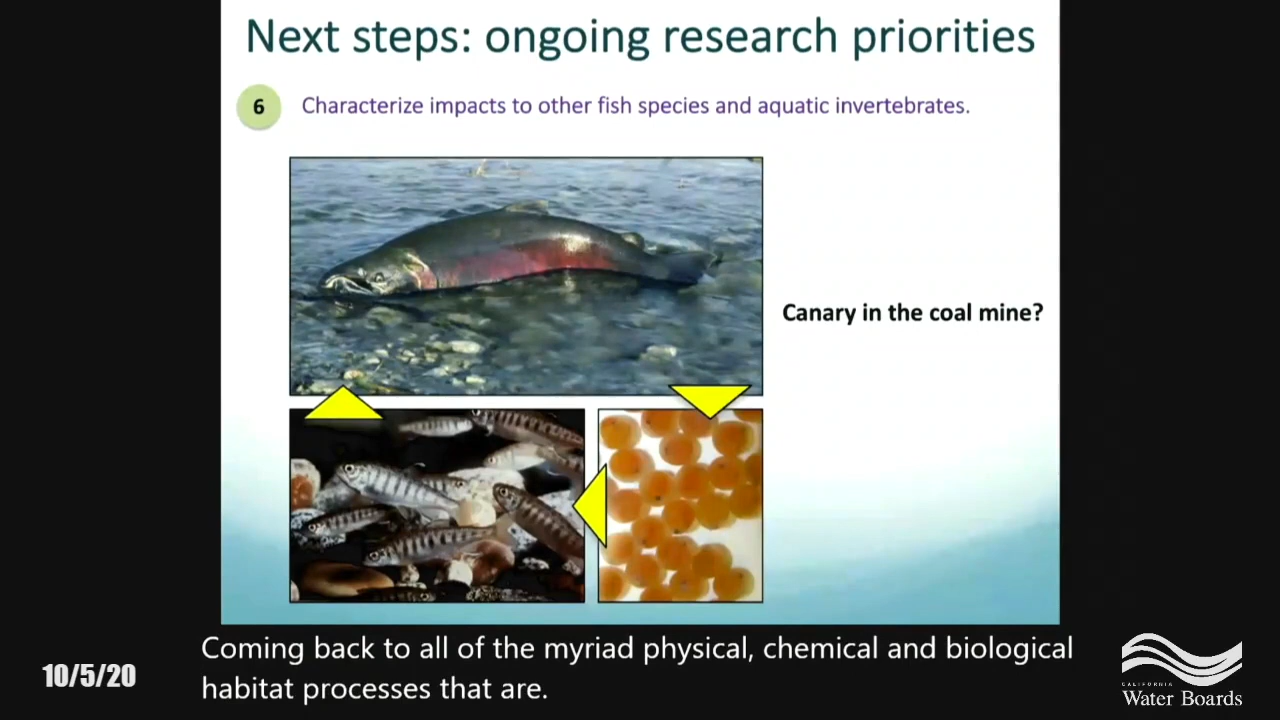 Next steps: ongoing research priorities
6
Characterize impacts to other fish species and aquatic invertebrates.
Canary in the coal mine?
Coming back to all of the myriad physical, chemical and biological
habitat processes that are.
10/5/20
CALIFORNIA
Water Boards